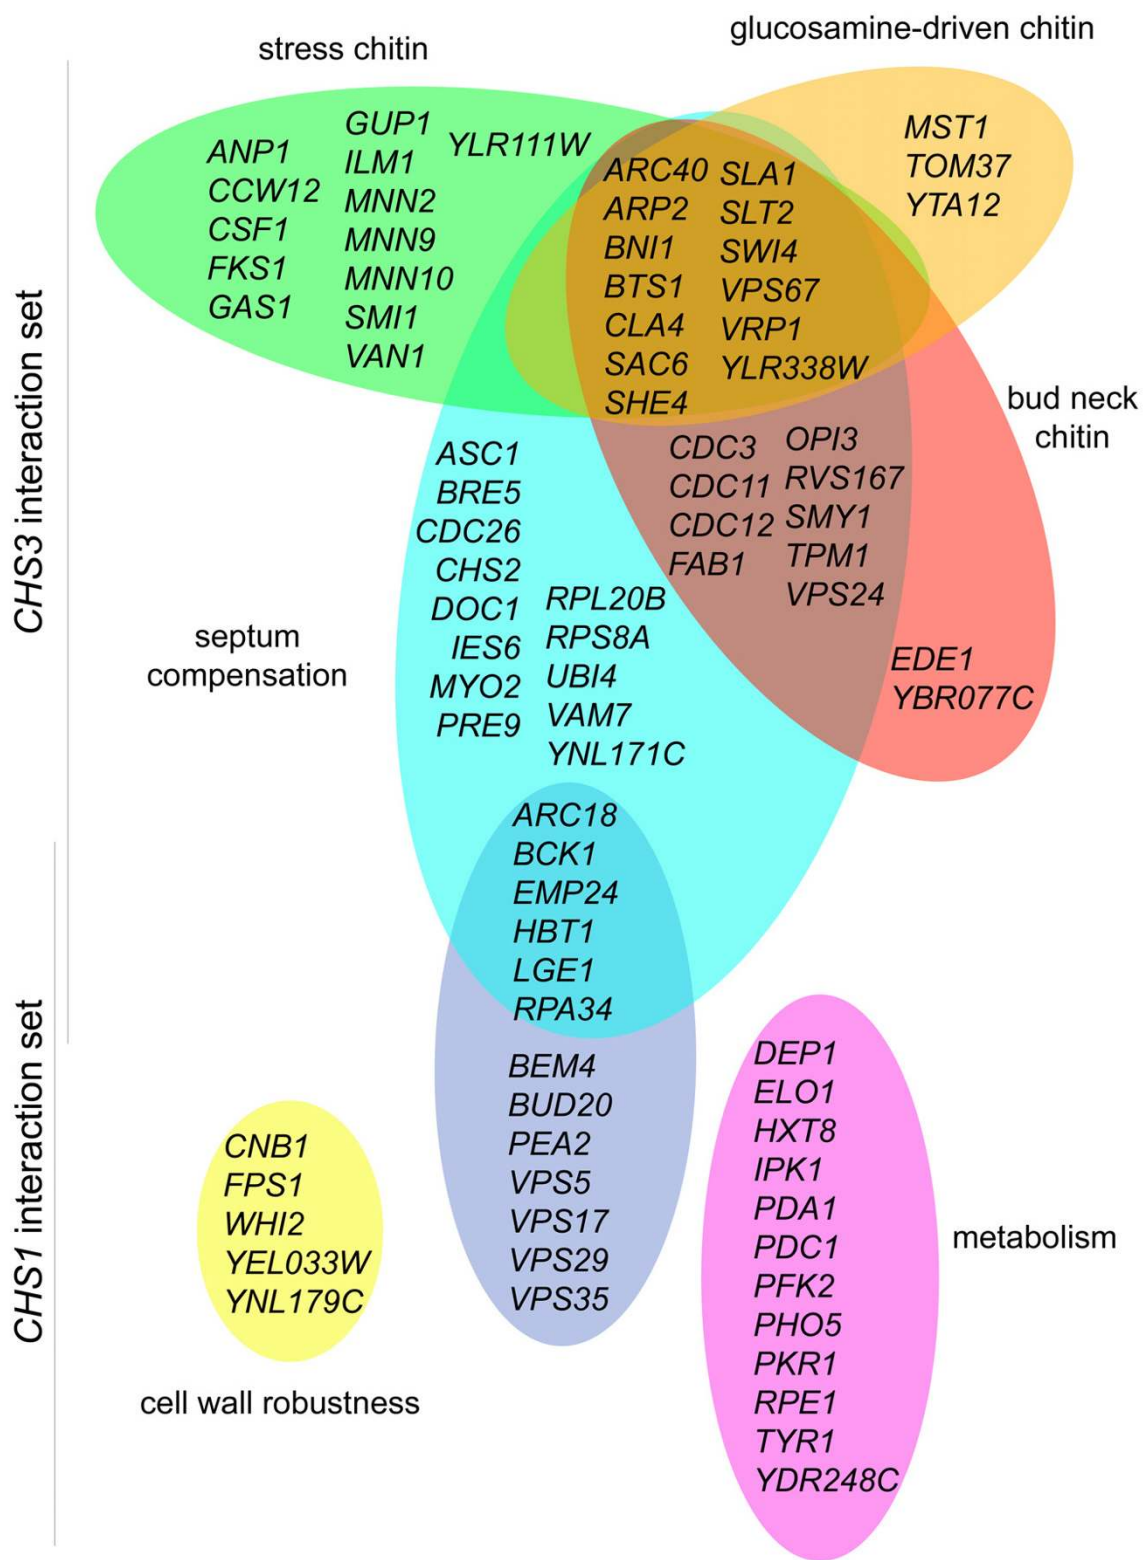 stress chitin
glucosamine-driven chitin
GUP1
ILM1
MNN2
MNN9
MNN10
SMI1
VAN1
ANP1
CCW12
CSF1
FKS1
GAS1
YLR111W
ARC40
ARP2
BNI1
BTS1
CLA4
SAC6
SHE4
SLA1
SLT2
SWI4
VPS67
VRP1
YLR338W
MST1
TOM37
YTA12
bud neck
chitin
CHS3 interaction set
ASC1
BRE5
CDC26
CHS2
DOC1
IES6
MYO2
PRE9
RPL20B
RPS8A
UBI4
VAM7
YNL171C
CDC3
CDC11
CDC12
FAB1
OPI3
RVS167
SMY1
TPM1
VPS24
EDE1
YBR077C
septum
compensation
ARC18
BCK1
EMP24
HBT1
LGE1
RPA34
CHS1 interaction set
BEM4
BUD20
PEA2
VPS5
VPS17
VPS29
VPS35
CNB1
FPS1
WHI2
YEL033W
YNL179C
cell wall robustness
DEP1
ELO1
HXT8
IPK1
PDA1
PDC1
PFK2
PHO5
PKR1
RPE1
TYR1
YDR248C
metabolism